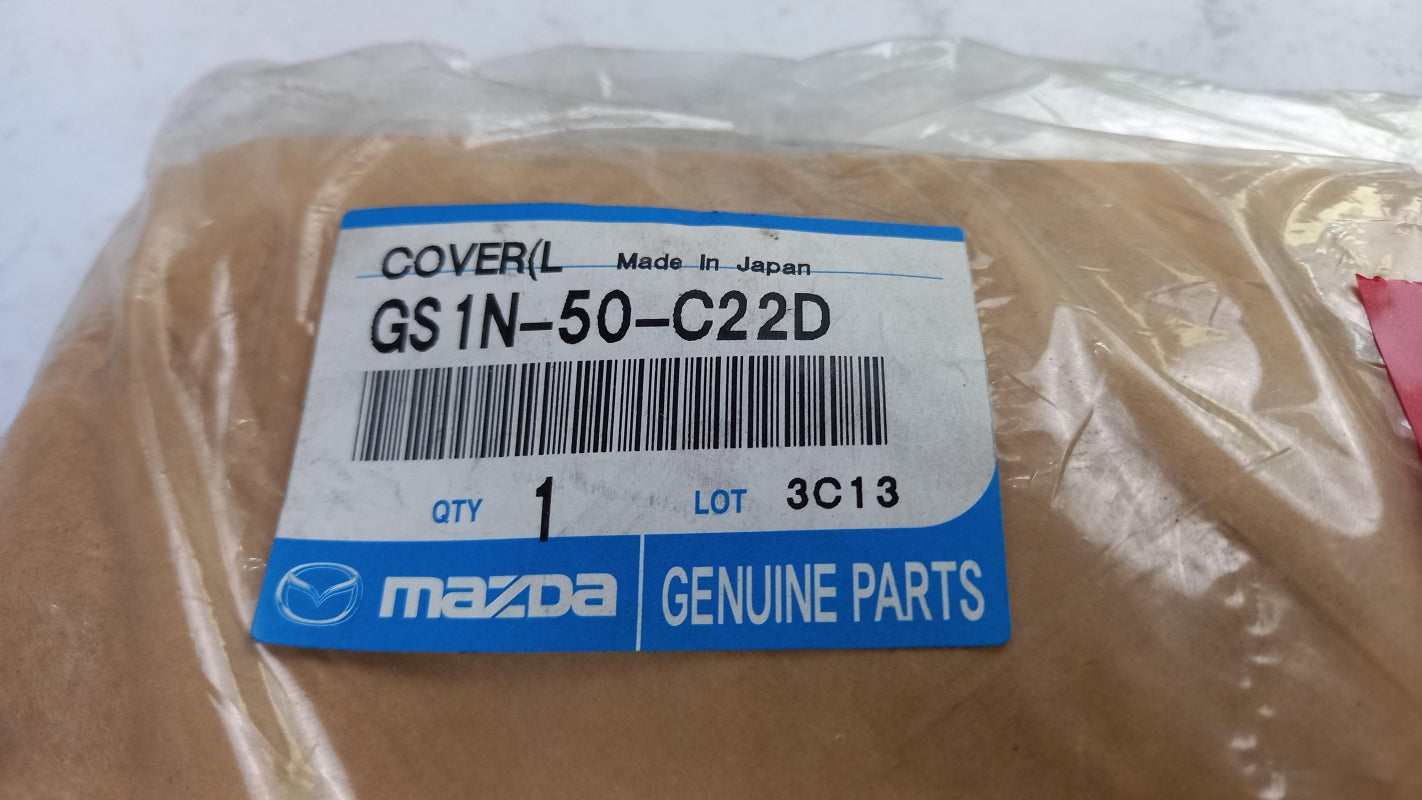 COVER(L Made In Japan
GS1N-50-C22D
QTY 1 LOT 3C13
mazda GENUINE PARTS